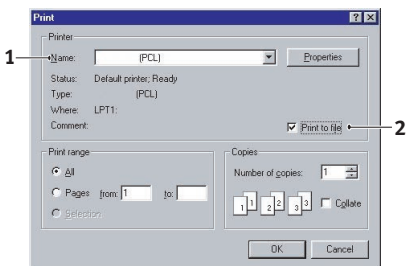 Print
Printer
1
Name:
(PCL)
Properties
Status: Default printer; Ready
Type: (PCL)
Where: LPT1:
Comment:
Print to file
2
Print range
All
Pages from: 1 to:
Selection
Copies
Number of copies: 1
1 1 2 2 3 3
Collate
OK
Cancel